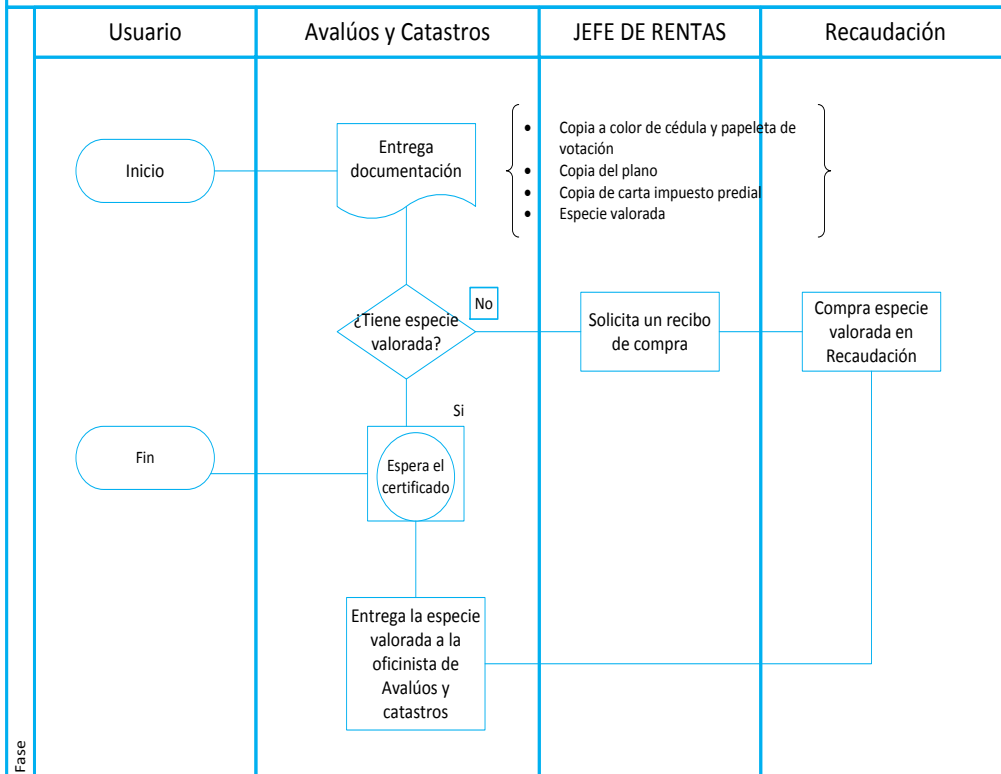 Usuario
Avalúos y Catastros
JEFE DE RENTAS
Recaudación
Inicio
Entrega
documentación
• Copia a color de cédula y papeleta de
votación
• Copia del plano
• Copia de carta impuesto predial
• Especie valorada
¿Tiene especie
valorada?
No
Solicita un recibo
de compra
Compra especie
valorada en
Recaudación
Si
Fin
Espera el
certificado
Entrega la especie
valorada a la
oficinista de
Avalúos y
catastros
Fase